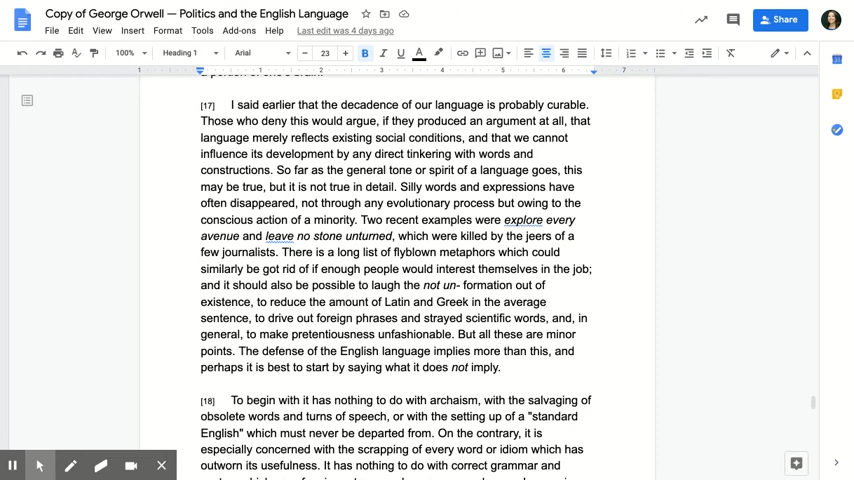 Copy of George Orwell — Politics and the English Language
File Edit View Insert Format Tools Add-ons Help Last edit was 4 days ago
Share
100% Heading 1 Arial 23 B I U A
1 1 2 3 4 5 6 7
a portion of one's brain.
[17] I said earlier that the decadence of our language is probably curable.
Those who deny this would argue, if they produced an argument at all, that
language merely reflects existing social conditions, and that we cannot
influence its development by any direct tinkering with words and
constructions. So far as the general tone or spirit of a language goes, this
may be true, but it is not true in detail. Silly words and expressions have
often disappeared, not through any evolutionary process but owing to the
conscious action of a minority. Two recent examples were explore every
avenue and leave no stone unturned, which were killed by the jeers of a
few journalists. There is a long list of flyblown metaphors which could
similarly be got rid of if enough people would interest themselves in the job;
and it should also be possible to laugh the not un- formation out of
existence, to reduce the amount of Latin and Greek in the average
sentence, to drive out foreign phrases and strayed scientific words, and, in
general, to make pretentiousness unfashionable. But all these are minor
points. The defense of the English language implies more than this, and
perhaps it is best to start by saying what it does not imply.
[18] To begin with it has nothing to do with archaism, with the salvaging of
obsolete words and turns of speech, or with the setting up of a "standard
English" which must never be departed from. On the contrary, it is
especially concerned with the scrapping of every word or idiom which has
outworn its usefulness. It has nothing to do with correct grammar and